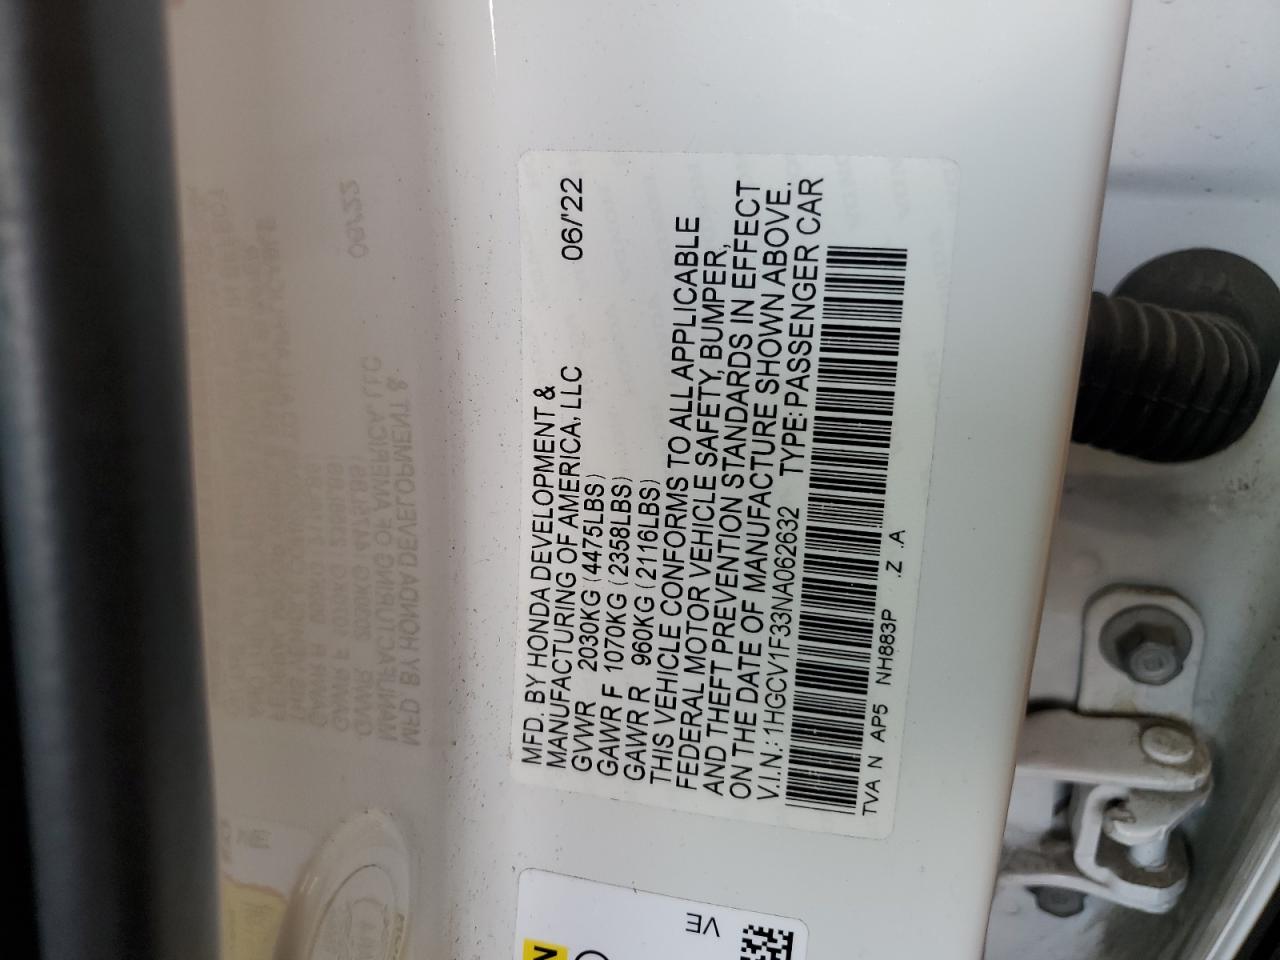 MFD. BY HONDA DEVELOPMENT &
MANUFACTURING OF AMERICA, LLC 06/'22
GVWR 2030KG (4475LBS)
GAWR F 1070KG (2358LBS)
GAWR R 960KG (2116LBS)
THIS VEHICLE CONFORMS TO ALL APPLICABLE
FEDERAL MOTOR VEHICLE SAFETY, BUMPER,
AND THEFT PREVENTION STANDARDS IN EFFECT
ON THE DATE OF MANUFACTURE SHOWN ABOVE.
V.I.N.: 1HGCV1F33NA062632 TYPE: PASSENGER CAR
TVA N AP5 NH883P .Z .A
VE